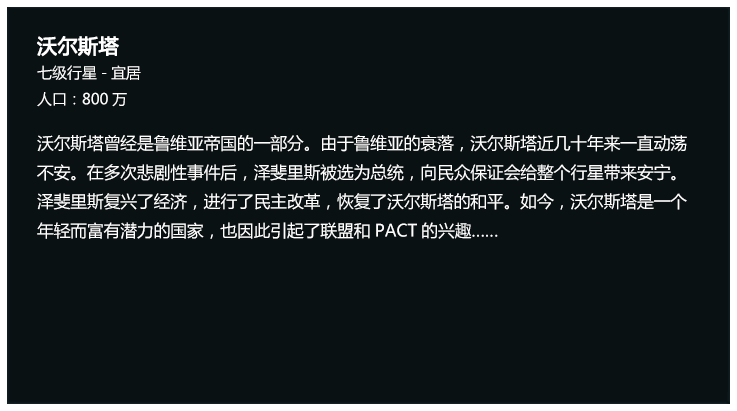 沃尔斯塔
七级行星 - 宜居
人口：800 万
沃尔斯塔曾经是鲁维亚帝国的一部分。由于鲁维亚的衰落，沃尔斯塔近几十年来一直动荡
不安。在多次悲剧性事件后，泽斐里斯被选为总统，向民众保证会给整个行星带来安宁。
泽斐里斯复兴了经济，进行了民主改革，恢复了沃尔斯塔的和平。如今，沃尔斯塔是一个
年轻而富有潜力的国家，也因此引起了联盟和 PACT 的兴趣……